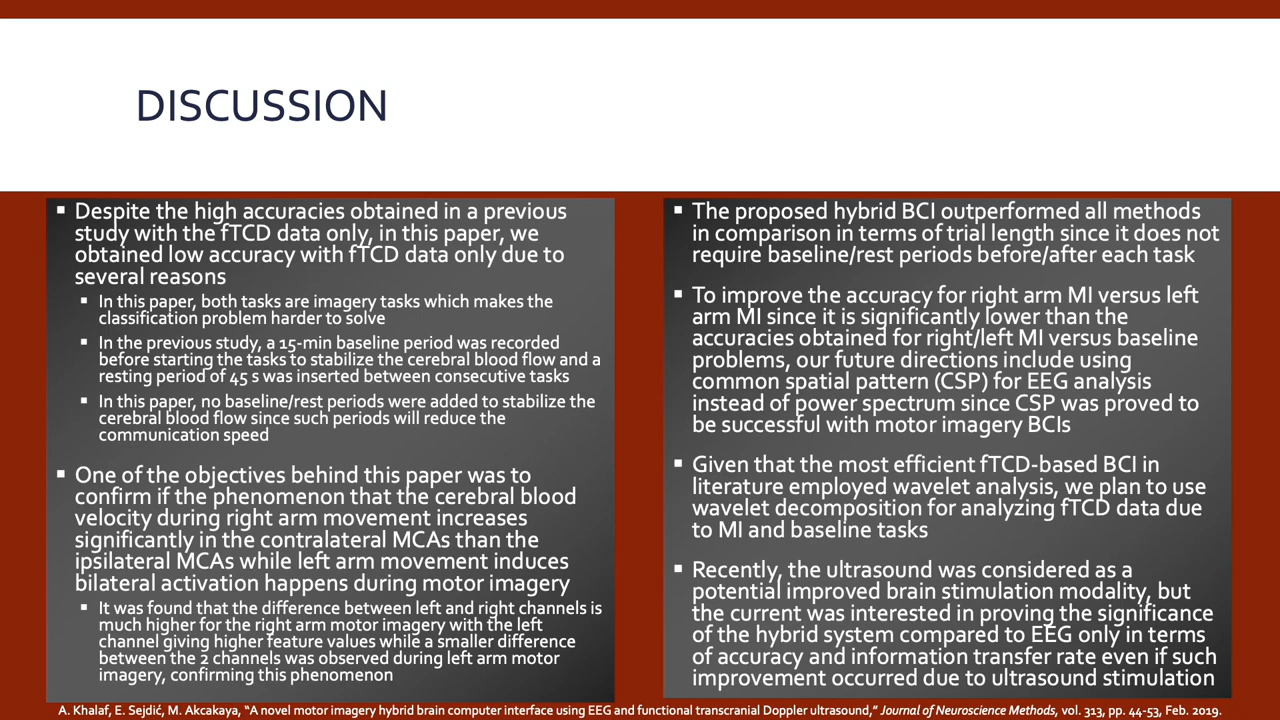 DISCUSSION
▪ Despite the high accuracies obtained in a previous
study with the fTCD data only, in this paper, we
obtained low accuracy with fTCD data only due to
several reasons
▪ In this paper, both tasks are imagery tasks which makes the
classification problem harder to solve
▪ In the previous study, a 15-min baseline period was recorded
before starting the tasks to stabilize the cerebral blood flow and a
resting period of 45 s was inserted between consecutive tasks
▪ In this paper, no baseline/rest periods were added to stabilize the
cerebral blood flow since such periods will reduce the
communication speed
▪ One of the objectives behind this paper was to
confirm if the phenomenon that the cerebral blood
velocity during right arm movement increases
significantly in the contralateral MCAs than the
ipsilateral MCAs while left arm movement induces
bilateral activation happens during motor imagery
▪ It was found that the difference between left and right channels is
much higher for the right arm motor imagery with the left
channel giving higher feature values while a smaller difference
between the 2 channels was observed during left arm motor
imagery, confirming this phenomenon
▪ The proposed hybrid BCI outperformed all methods
in comparison in terms of trial length since it does not
require baseline/rest periods before/after each task
▪ To improve the accuracy for right arm MI versus left
arm MI since it is significantly lower than the
accuracies obtained for right/left MI versus baseline
problems, our future directions include using
common spatial pattern (CSP) for EEG analysis
instead of power spectrum since CSP was proved to
be successful with motor imagery BCIs
▪ Given that the most efficient fTCD-based BCI in
literature employed wavelet analysis, we plan to use
wavelet decomposition for analyzing fTCD data due
to MI and baseline tasks
▪ Recently, the ultrasound was considered as a
potential improved brain stimulation modality, but
the current was interested in proving the significance
of the hybrid system compared to EEG only in terms
of accuracy and information transfer rate even if such
improvement occurred due to ultrasound stimulation
A. Khalaf, E. Sejdić, M. Akcakaya, “A novel motor imagery hybrid brain computer interface using EEG and functional transcranial Doppler ultrasound,” Journal of Neuroscience Methods, vol. 313, pp. 44-53, Feb. 2019.